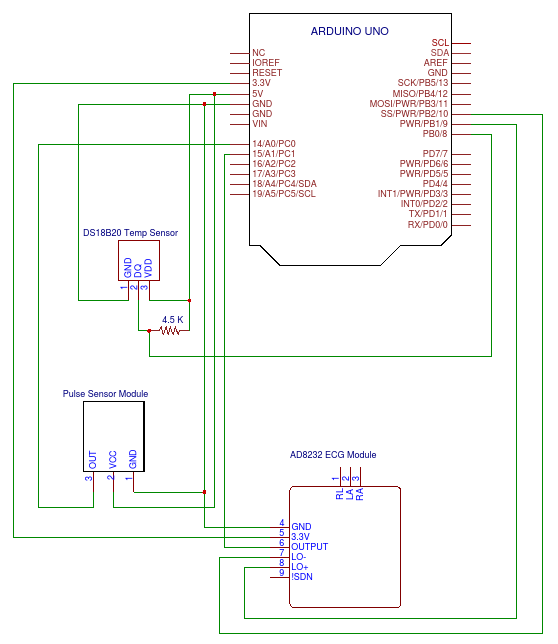 ARDUINO UNO
NC
IOREF
RESET
3.3V
5V
GND
GND
VIN
14/A0/PC0
15/A1/PC1
16/A2/PC2
17/A3/PC3
18/A4/PC4/SDA
19/A5/PC5/SCL
SCL
SDA
AREF
GND
SCK/PB5/13
MISO/PB4/12
MOSI/PWR/PB3/11
SS/PWR/PB2/10
PWR/PB1/9
PB0/8
PD7/7
PWR/PD6/6
PWR/PD5/5
PD4/4
INT1/PWR/PD3/3
INT0/PD2/2
TX/PD1/1
RX/PD0/0
DS18B20 Temp Sensor
GND
DQ
VDD
1
2
3
4.5 K
Pulse Sensor Module
OUT
VCC
GND
3
2
1
AD8232 ECG Module
1
2
3
RL
LA
RA
4 GND
5 3.3V
6 OUTPUT
7 LO-
8 LO+
9 !SDN